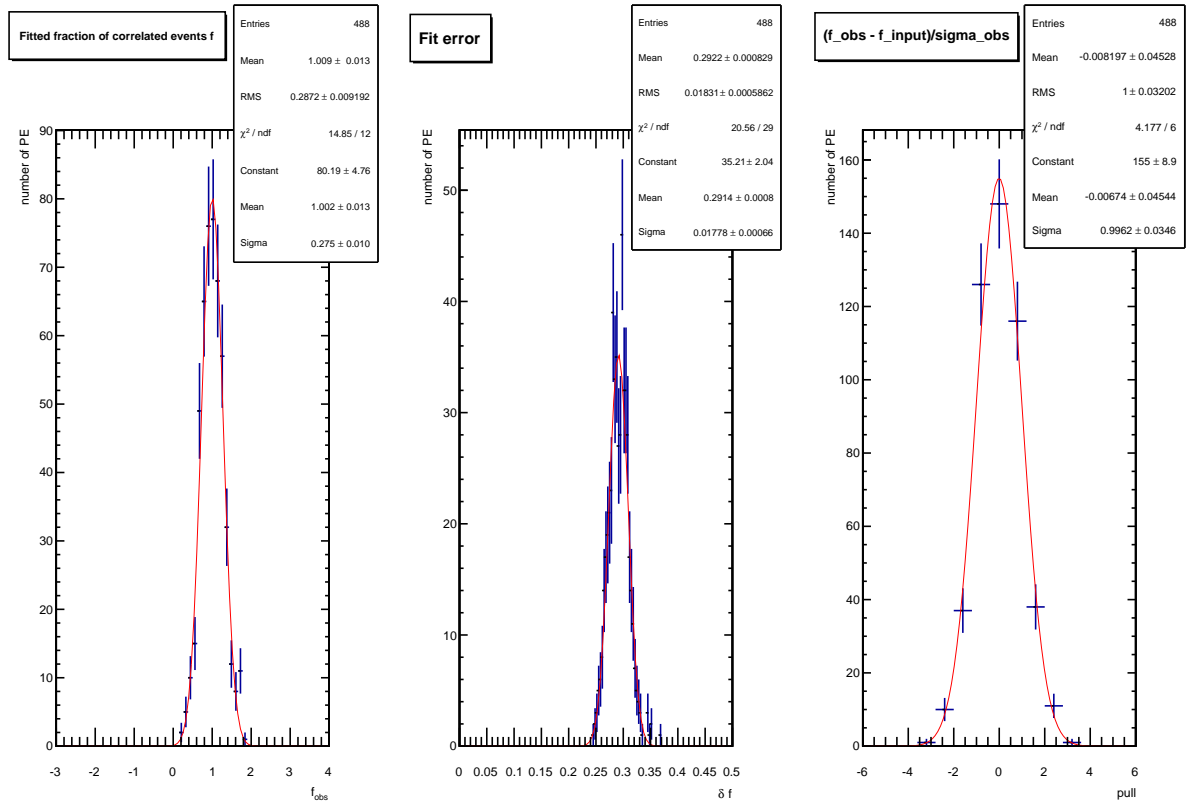 Fitted fraction of correlated events f
Entries 488
Mean 1.009 ± 0.013
RMS 0.2872 ± 0.009192
χ² / ndf 14.85 / 12
Constant 80.19 ± 4.76
Mean 1.002 ± 0.013
Sigma 0.275 ± 0.010
number of PE
90
80
70
60
50
40
30
20
10
0
-3 -2 -1 0 1 2 3 4
f_obs
Fit error
Entries 488
Mean 0.2922 ± 0.000829
RMS 0.01831 ± 0.0005862
χ² / ndf 20.56 / 29
Constant 35.21 ± 2.04
Mean 0.2914 ± 0.0008
Sigma 0.01778 ± 0.00066
number of PE
50
40
30
20
10
0
0 0.05 0.1 0.15 0.2 0.25 0.3 0.35 0.4 0.45 0.5
δ f
(f_obs - f_input)/sigma_obs
Entries 488
Mean -0.008197 ± 0.04528
RMS 1 ± 0.03202
χ² / ndf 4.177 / 6
Constant 155 ± 8.9
Mean -0.00674 ± 0.04544
Sigma 0.9962 ± 0.0346
number of PE
160
140
120
100
80
60
40
20
0
-6 -4 -2 0 2 4 6
pull